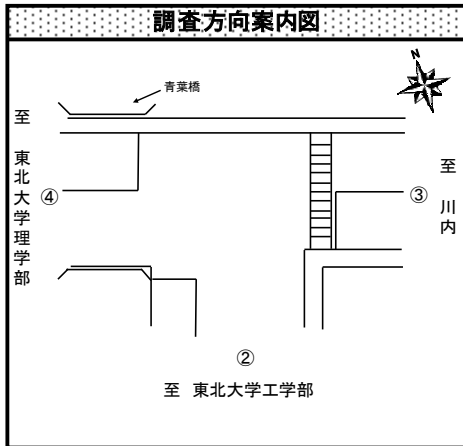 調査方向案内図
N
青葉橋
至 東北大学理学部
④
至 川内
③
②
至 東北大学工学部